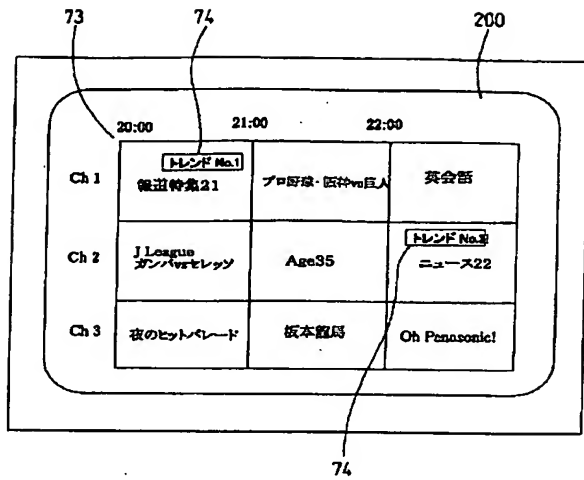 73
74
200
20:00
21:00
22:00
Ch 1
トレンド No.1
報道特集21
プロ野球・阪神vs巨人
英会話
Ch 2
J League
ガンバvsセレッソ
Age35
トレンド
ニュース22
Ch 3
夜のヒットパレード
坂本龍馬
Oh Panasonic!
74